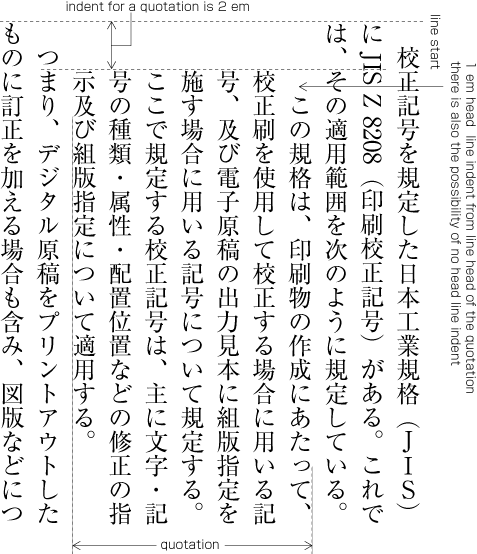 indent for a quotation is 2 em
line start
1 em head line indent from line head of the quotation
there is also the possibility of no head line indent
校正記号を規定した日本工業規格（JIS）
に JIS Z 8208（印刷校正記号）がある。これで
は、その適用範囲を次のように規定している。
この規格は、印刷物の作成にあたって、
校正刷を使用して校正する場合に用いる記
号、及び電子原稿の出力見本に組版指定を
施す場合に用いる記号について規定する。
ここで規定する校正記号は、主に文字・記
号の種類・属性・配置位置などの修正の指
示及び組版指定について適用する。
つまり、デジタル原稿をプリントアウトした
ものに訂正を加える場合も含み、図版などにつ
quotation